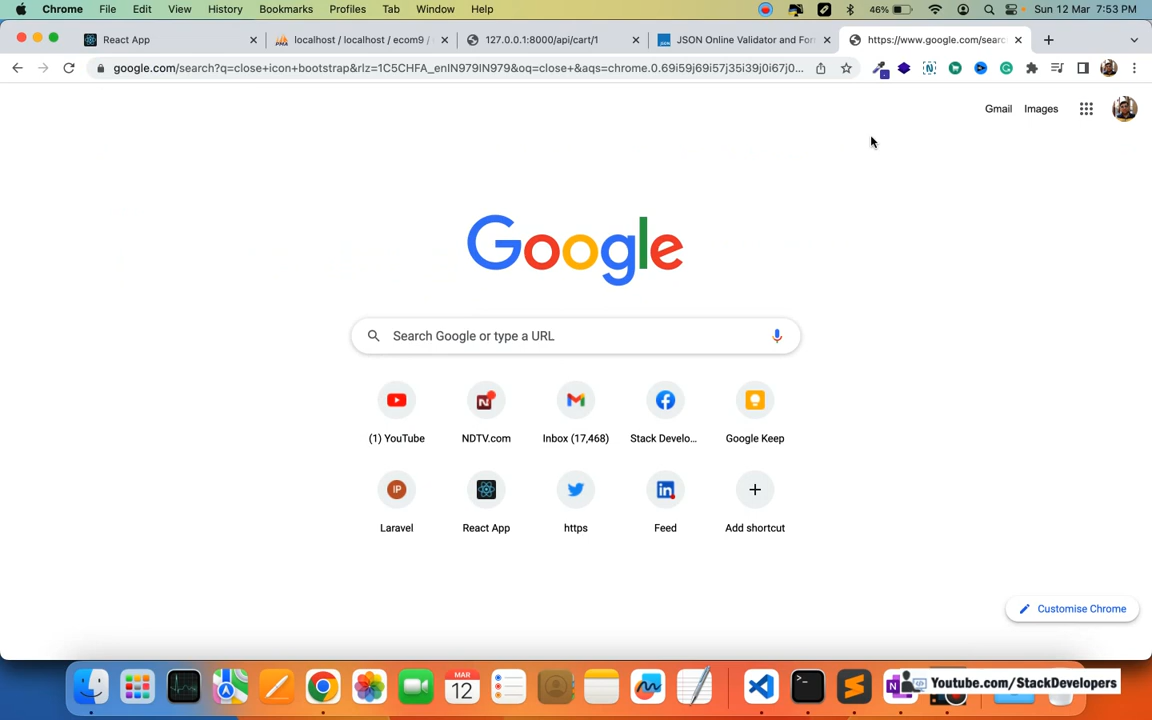 Chrome File Edit View History Bookmarks Profiles Tab Window Help 46% Sun 12 Mar 7:53 PM
React App localhost / localhost / ecom9 / 127.0.0.1:8000/api/cart/1 JSON Online Validator and For https://www.google.com/searc
google.com/search?q=close+icon+bootstrap&rlz=1C5CHFA_enIN979IN979&oq=close+&aqs=chrome.0.69i59j69i57j35i39j0i67j0...
Gmail Images
Google
Search Google or type a URL
(1) YouTube NDTV.com Inbox (17,468) Stack Develo... Google Keep
IP
Laravel React App https Feed Add shortcut
Customise Chrome
MAR
12
Youtube.com/StackDevelopers